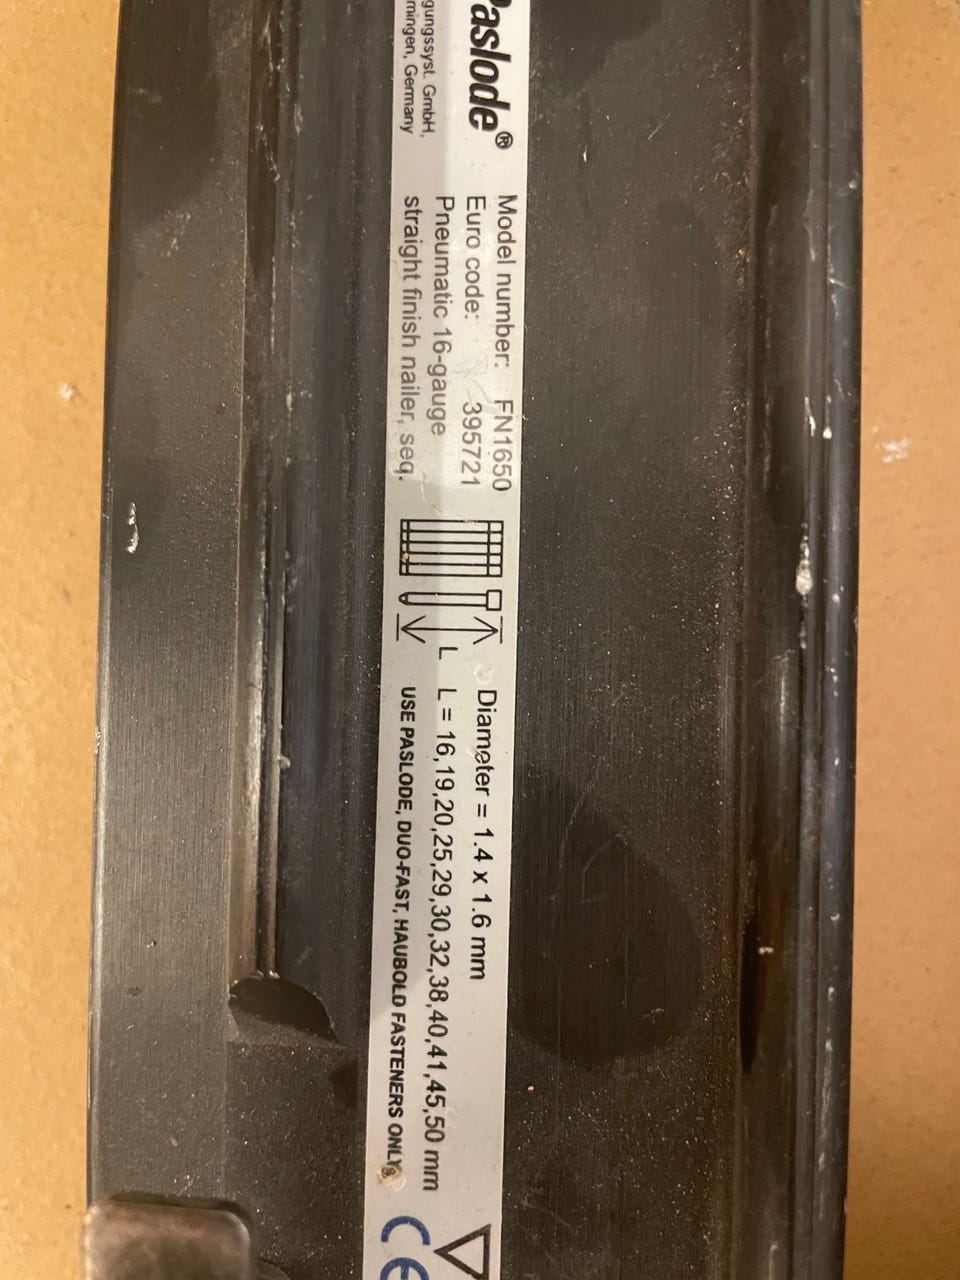 Paslode®
gungssyst. GmbH,
mingen, Germany
Model number: FN1650
Euro code: 395721
Pneumatic 16-gauge
straight finish nailer, seq.
L
Diameter = 1.4 x 1.6 mm
L = 16,19,20,25,29,30,32,38,40,41,45,50 mm
USE PASLODE, DUO-FAST, HAUBOLD FASTENERS ONLY
CE